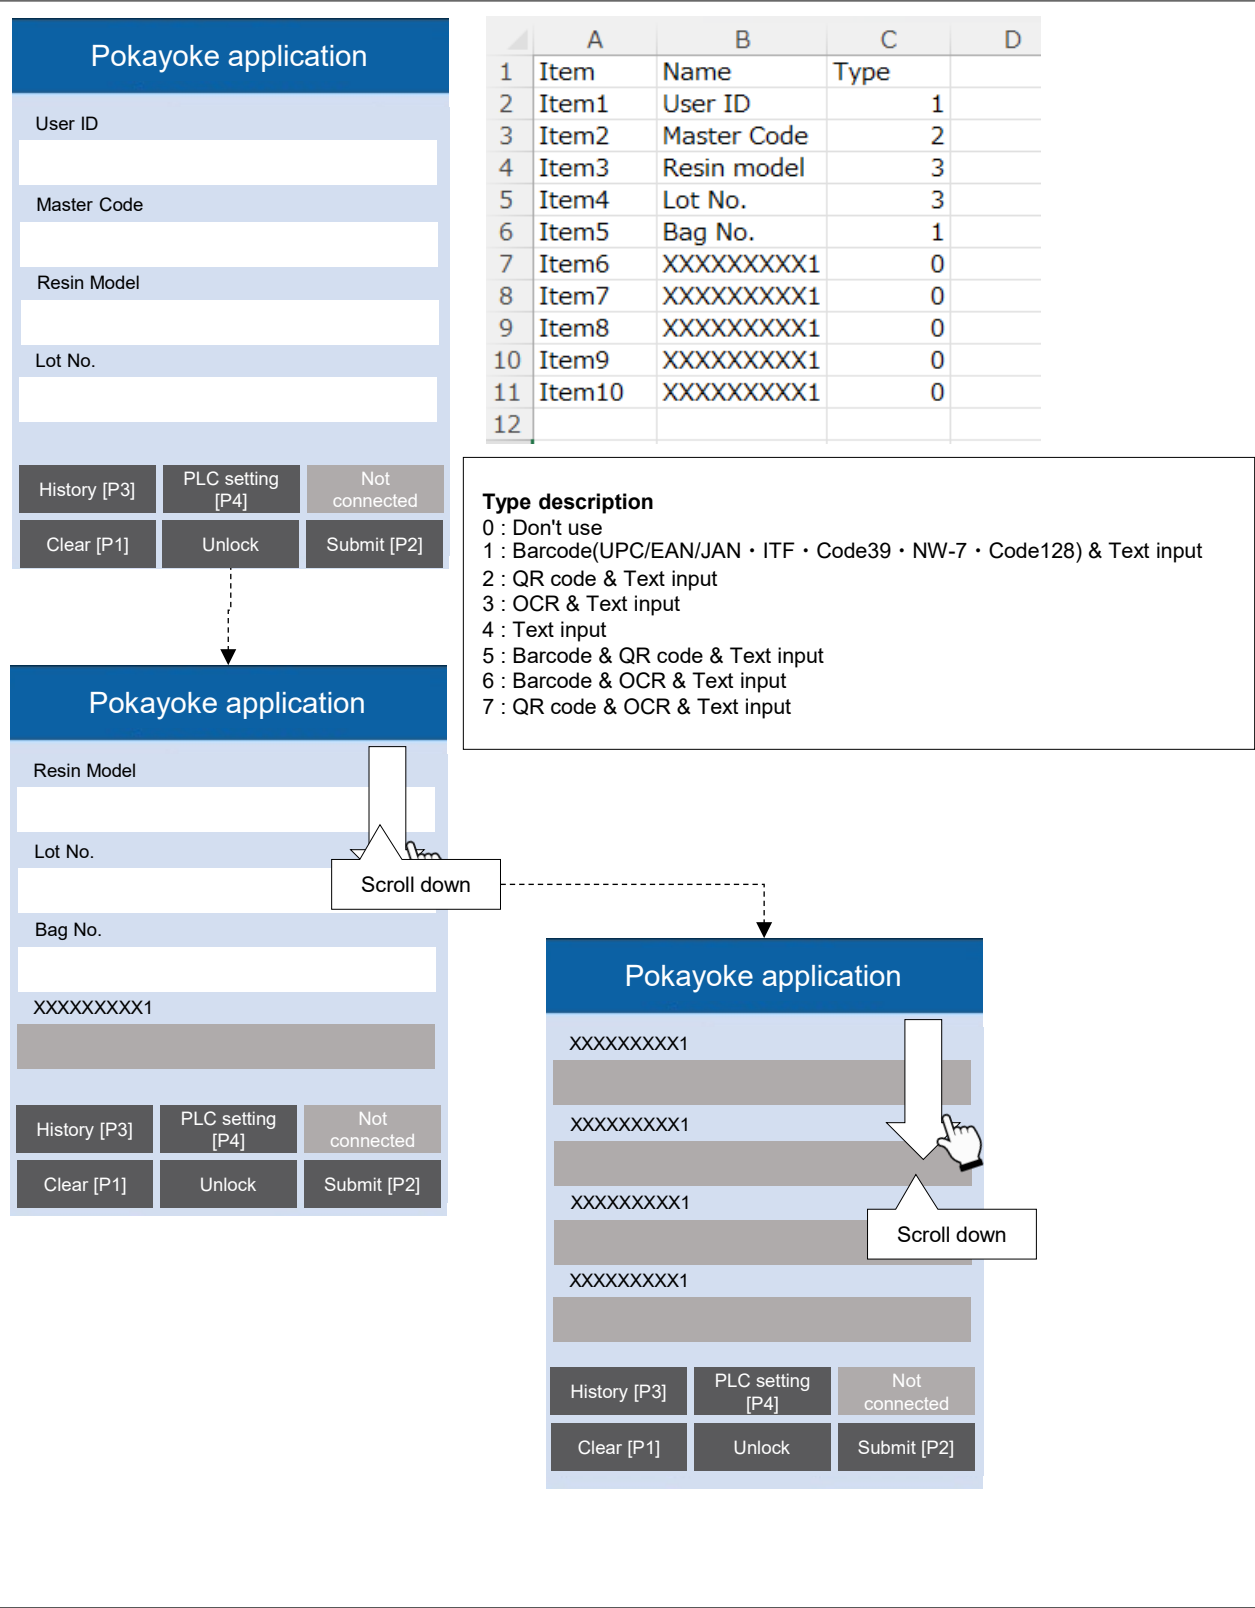 Pokayoke application
User ID
Master Code
Resin Model
Lot No.
History [P3]
PLC setting
[P4]
Not
connected
Clear [P1]
Unlock
Submit [P2]
A B C D
1 Item Name Type
2 Item1 User ID 1
3 Item2 Master Code 2
4 Item3 Resin model 3
5 Item4 Lot No. 3
6 Item5 Bag No. 1
7 Item6 XXXXXXXXX1 0
8 Item7 XXXXXXXXX1 0
9 Item8 XXXXXXXXX1 0
10 Item9 XXXXXXXXX1 0
11 Item10 XXXXXXXXX1 0
12
Type description
0 : Don't use
1 : Barcode(UPC/EAN/JAN・ITF・Code39・NW-7・Code128) & Text input
2 : QR code & Text input
3 : OCR & Text input
4 : Text input
5 : Barcode & QR code & Text input
6 : Barcode & OCR & Text input
7 : QR code & OCR & Text input
Pokayoke application
Resin Model
Lot No.
Scroll down
Bag No.
XXXXXXXXX1
History [P3]
PLC setting
[P4]
Not
connected
Clear [P1]
Unlock
Submit [P2]
Pokayoke application
XXXXXXXXX1
XXXXXXXXX1
XXXXXXXXX1
Scroll down
XXXXXXXXX1
History [P3]
PLC setting
[P4]
Not
connected
Clear [P1]
Unlock
Submit [P2]